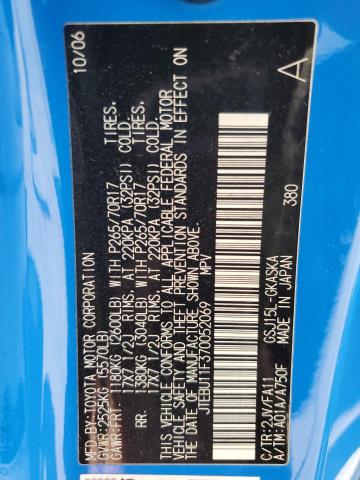 MFD. BY:TOYOTA MOTOR CORPORATION 10/06
GVWR:2525KG (5570LB)
GAWR:FRT 1180KG (2600LB) WITH P265/70R17 TIRES.
17X7 1/2J RIMS, AT 220KPA (32PSI) COLD.
RR. 1380KG (3040LB) WITH P265/70R17 TIRES.
17X7 1/2J RIMS, AT 220KPA (32PSI) COLD.
THIS VEHICLE CONFORMS TO ALL APPLICABLE FEDERAL MOTOR
VEHICLE SAFETY AND THEFT PREVENTION STANDARDS IN EFFECT ON
THE DATE OF MANUFACTURE SHOWN ABOVE.
JTEBU11F370052069 MPV
A
380
C/TR:2JV/FA11 GSJ15L-GKASKA
A/TM:A01A/A750F MADE IN JAPAN